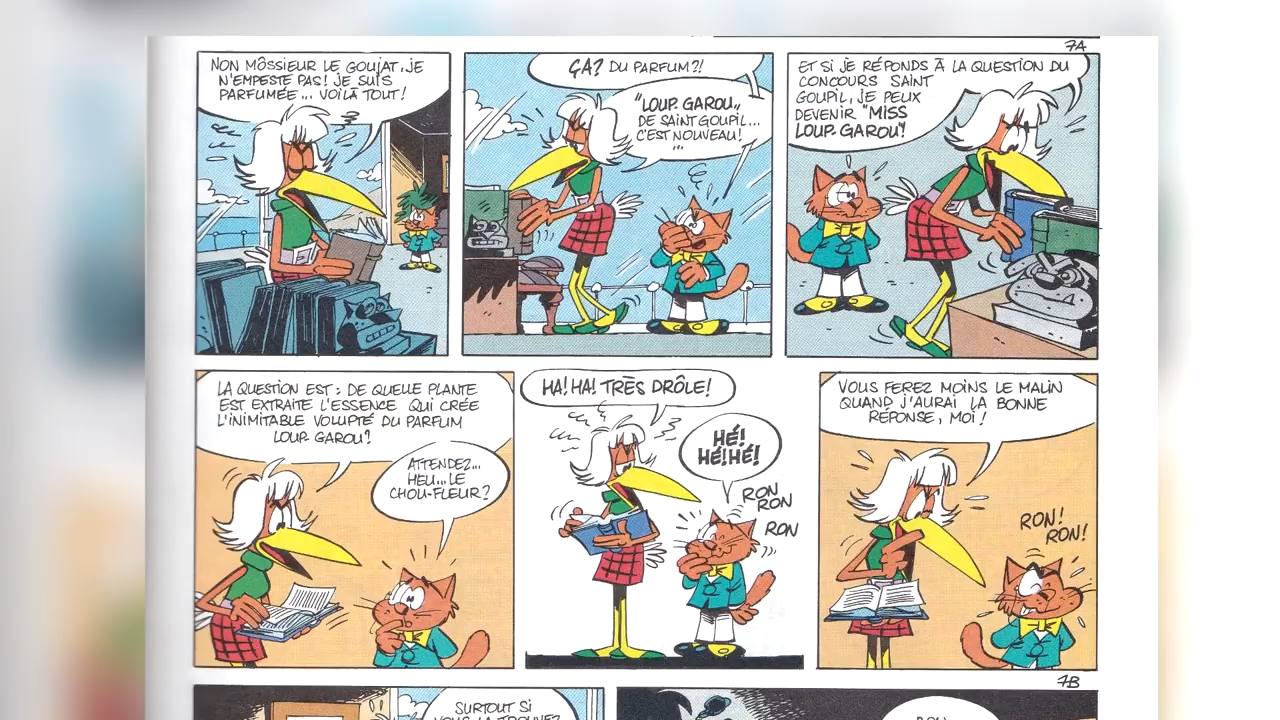 7A
NON MÔSSIEUR LE GOUJAT, JE
N'EMPESTE PAS! JE SUIS
PARFUMÉE... VOILÀ TOUT!
ÇA? DU PARFUM?!
"LOUP. GAROU„
DE SAINT GOUPIL...
C'EST NOUVEAU!
...
ET SI JE RÉPONDS À LA QUESTION DU
CONCOURS SAINT
GOUPIL, JE PEUX
DEVENIR "MISS
LOUP-GAROU"!
LA QUESTION EST : DE QUELLE PLANTE
EST EXTRAITE L'ESSENCE QUI CRÉE
L'INIMITABLE VOLUPTÉ DU PARFUM
LOUP GAROU?
ATTENDEZ...
HEU...LE
CHOU-FLEUR?
HA! HA! TRÈS DRÔLE!
HÉ!
HÉ!HÉ!
RON
RON
RON
VOUS FEREZ MOINS LE MALIN
QUAND J'AURAI LA BONNE
RÉPONSE, MOI!
RON!
RON!
7B
SURTOUT SI
VOUS LA TROUVEZ